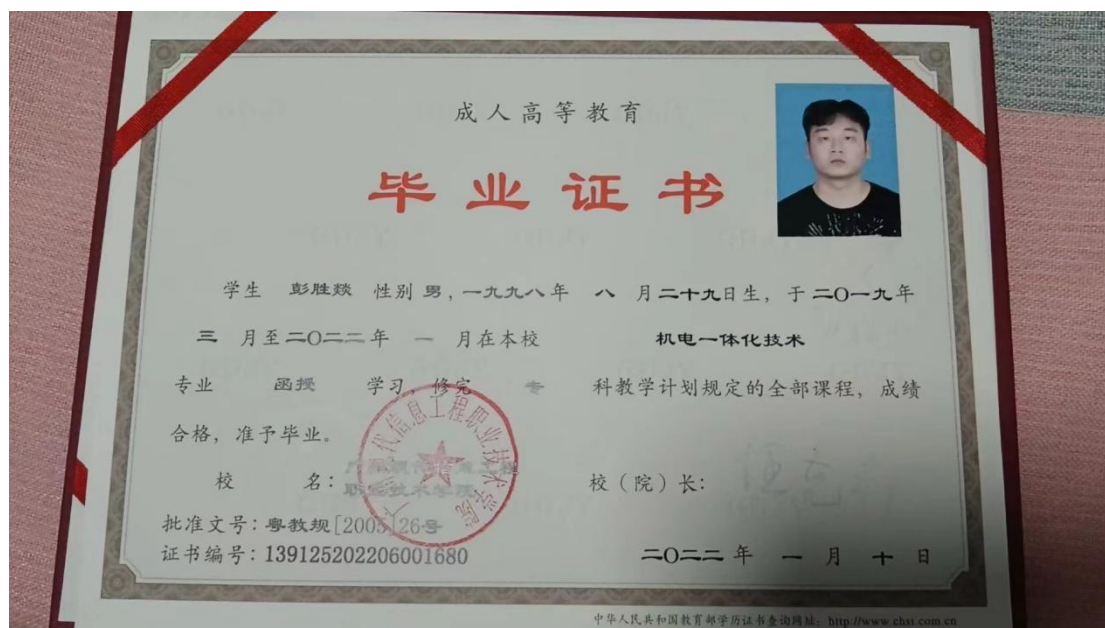 成人高等教育
毕业证书
学生 彭胜燚 性别 男，一九九八年 八 月二十九日生，于二〇一九年
三 月至二〇二二年 一 月在本校 机电一体化技术
专业 函授 学习，修完 专 科教学计划规定的全部课程，成绩
合格，准予毕业。
校 名：
职业技术学院
校（院）长：
批准文号：粤教规[2005]26号
证书编号：139125202206001680
二〇二二年 一 月 十 日
中华人民共和国教育部学历证书查询网址：http://www.chsi.com.cn